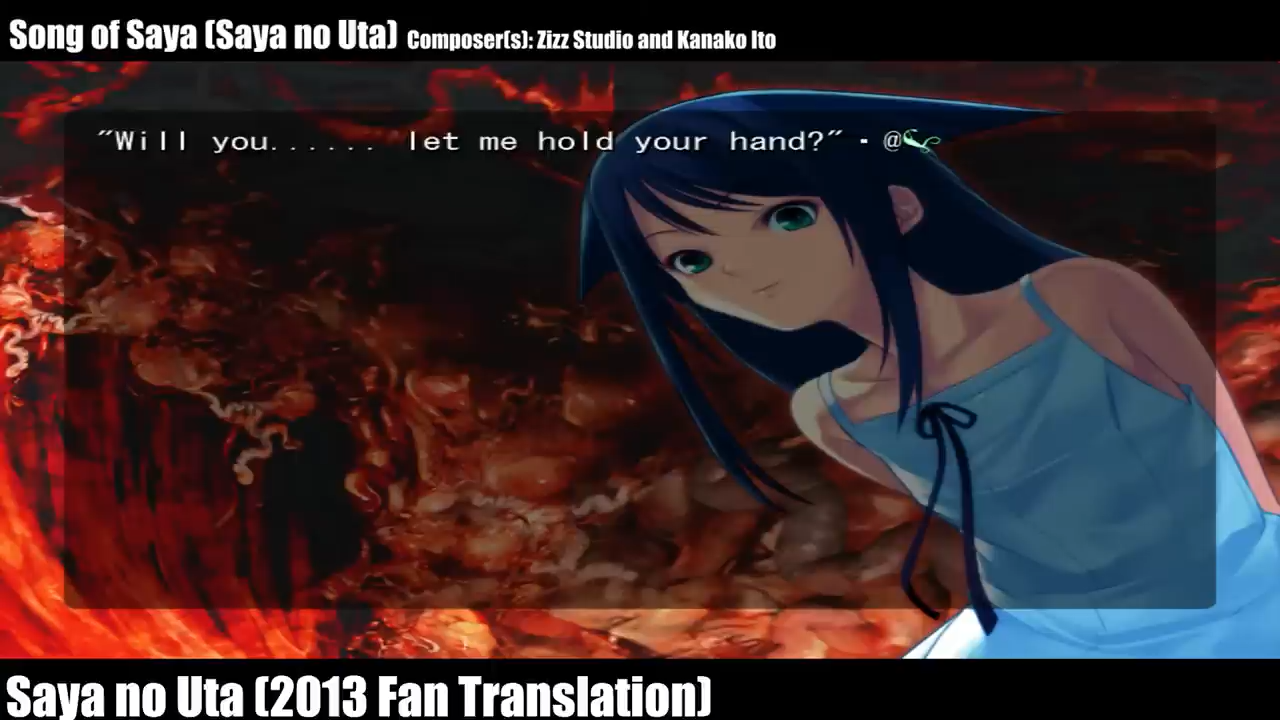 Song of Saya (Saya no Uta) Composer(s): Zizz Studio and Kanako Ito
"Will you...... let me hold your hand?" ･ @
Saya no Uta (2013 Fan Translation)